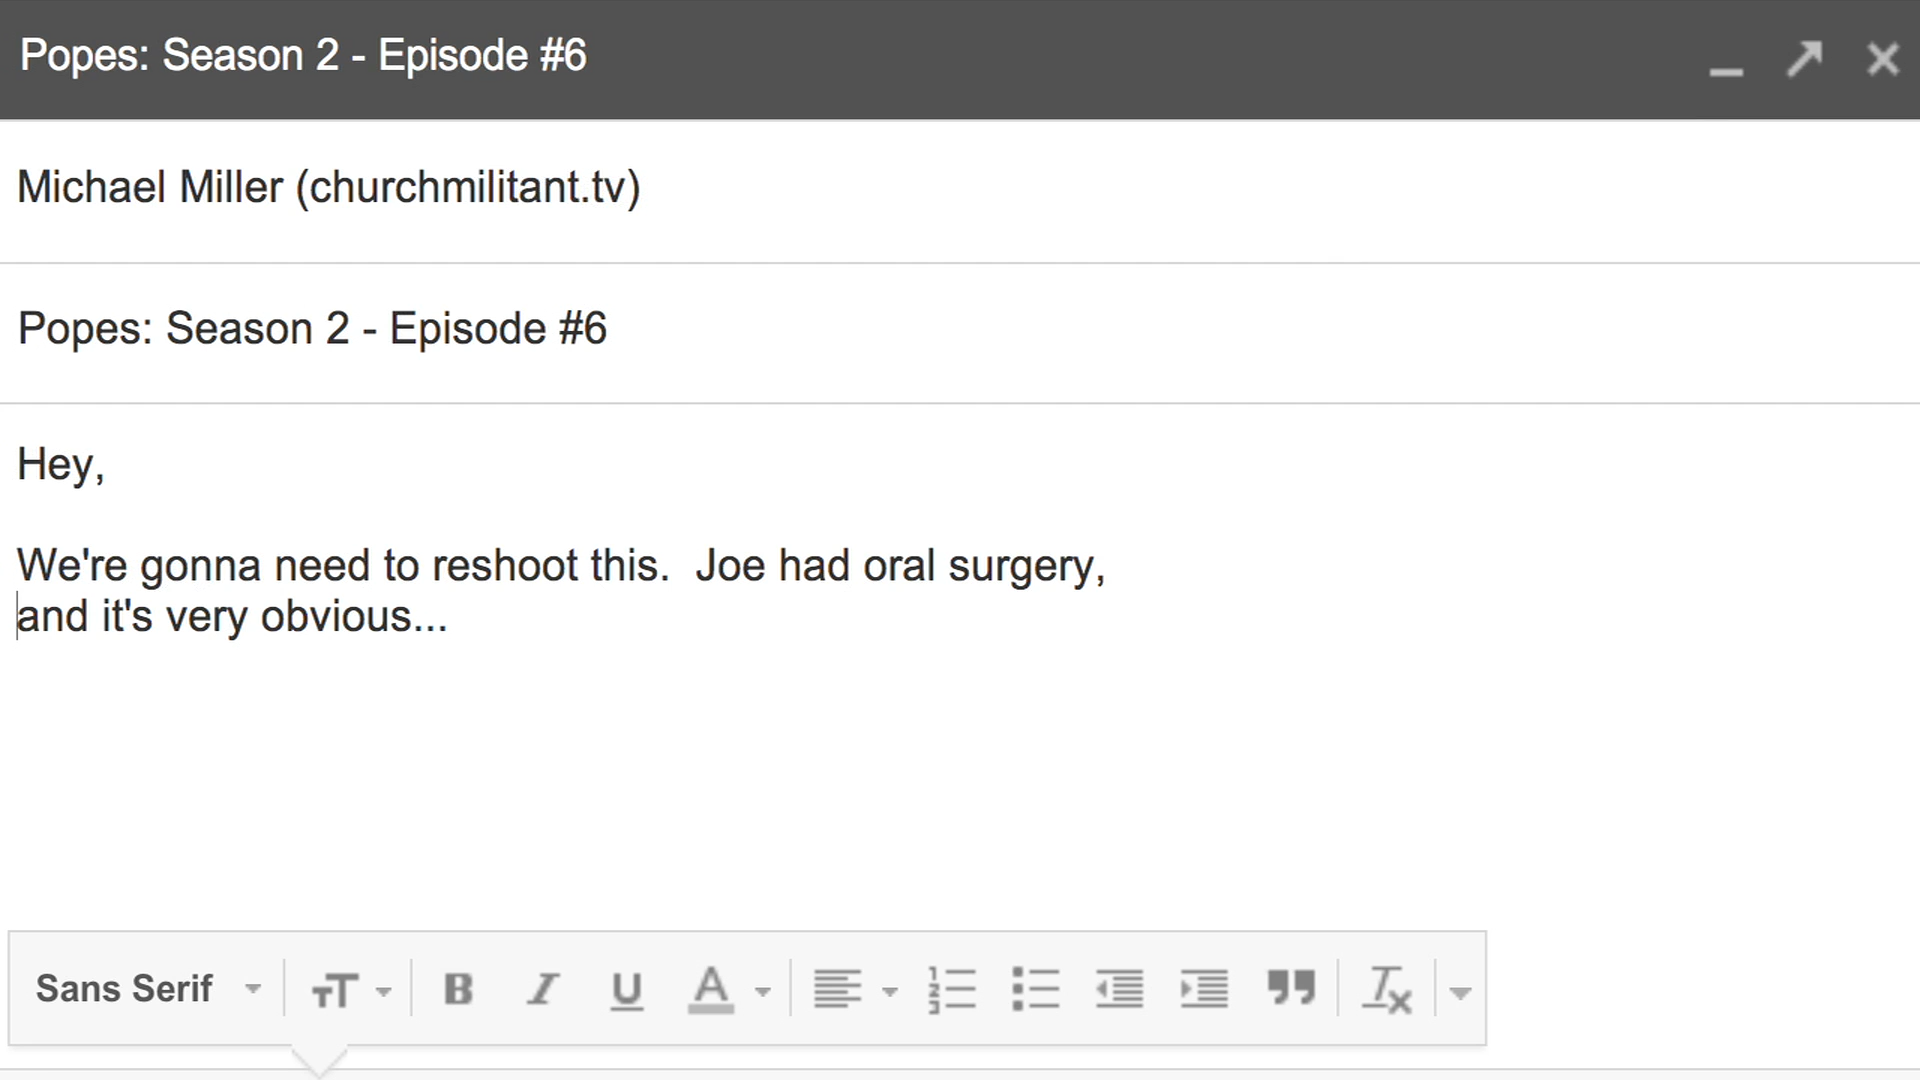 Popes: Season 2 - Episode #6
Michael Miller (churchmilitant.tv)
Popes: Season 2 - Episode #6
Hey,
We're gonna need to reshoot this.  Joe had oral surgery,
and it's very obvious...
Sans Serif